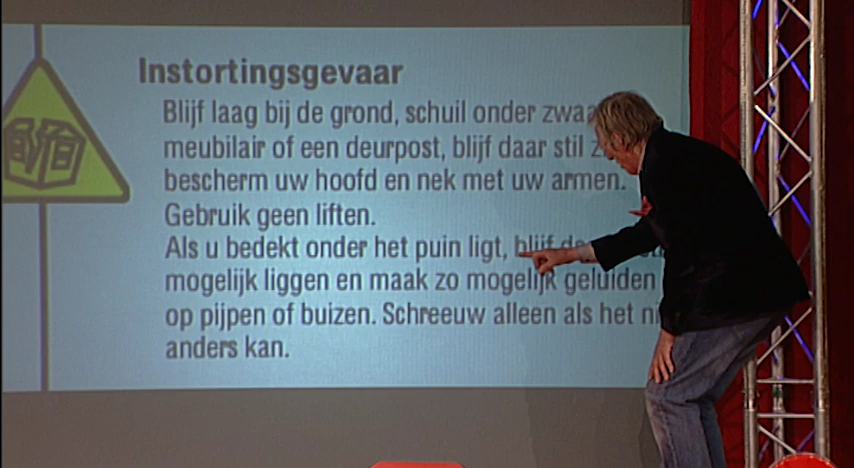 Instortingsgevaar
Blijf laag bij de grond, schuil onder
meubilair of een deurpost, blijf daar stil
bescherm uw hoofd en nek met uw armen.
Gebruik geen liften.
Als u bedekt onder het puin ligt, blijf
mogelijk liggen en maak zo mogelijk geluiden
op pijpen of buizen. Schreeuw alleen als het
anders kan.